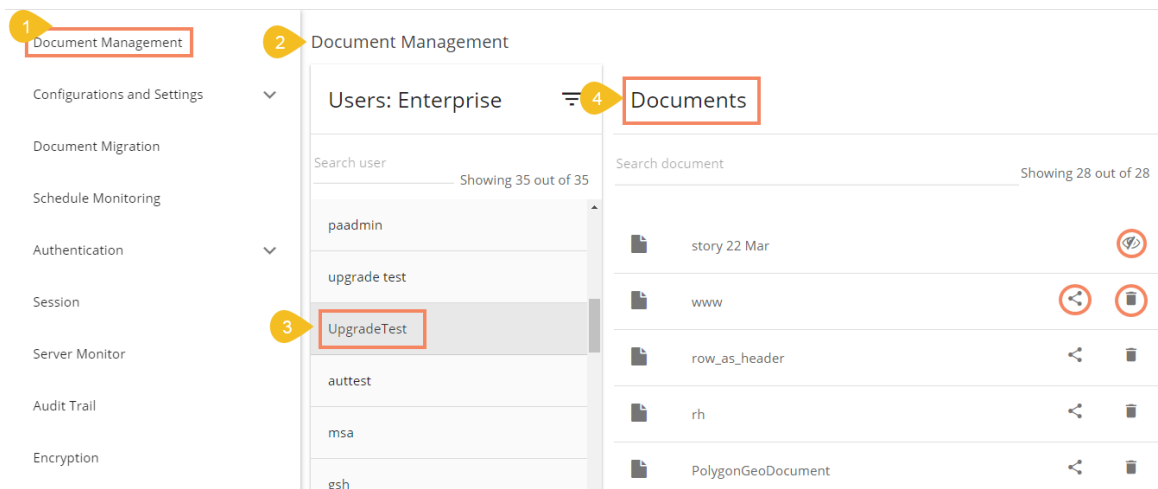 1
Document Management
Configurations and Settings
Document Migration
Schedule Monitoring
Authentication
Session
Server Monitor
Audit Trail
Encryption
2
Document Management
Users: Enterprise
Search user
Showing 35 out of 35
paadmin
upgrade test
3
UpgradeTest
auttest
msa
gsh
4
Documents
Search document
Showing 28 out of 28
story 22 Mar
www
row_as_header
rh
PolygonGeoDocument